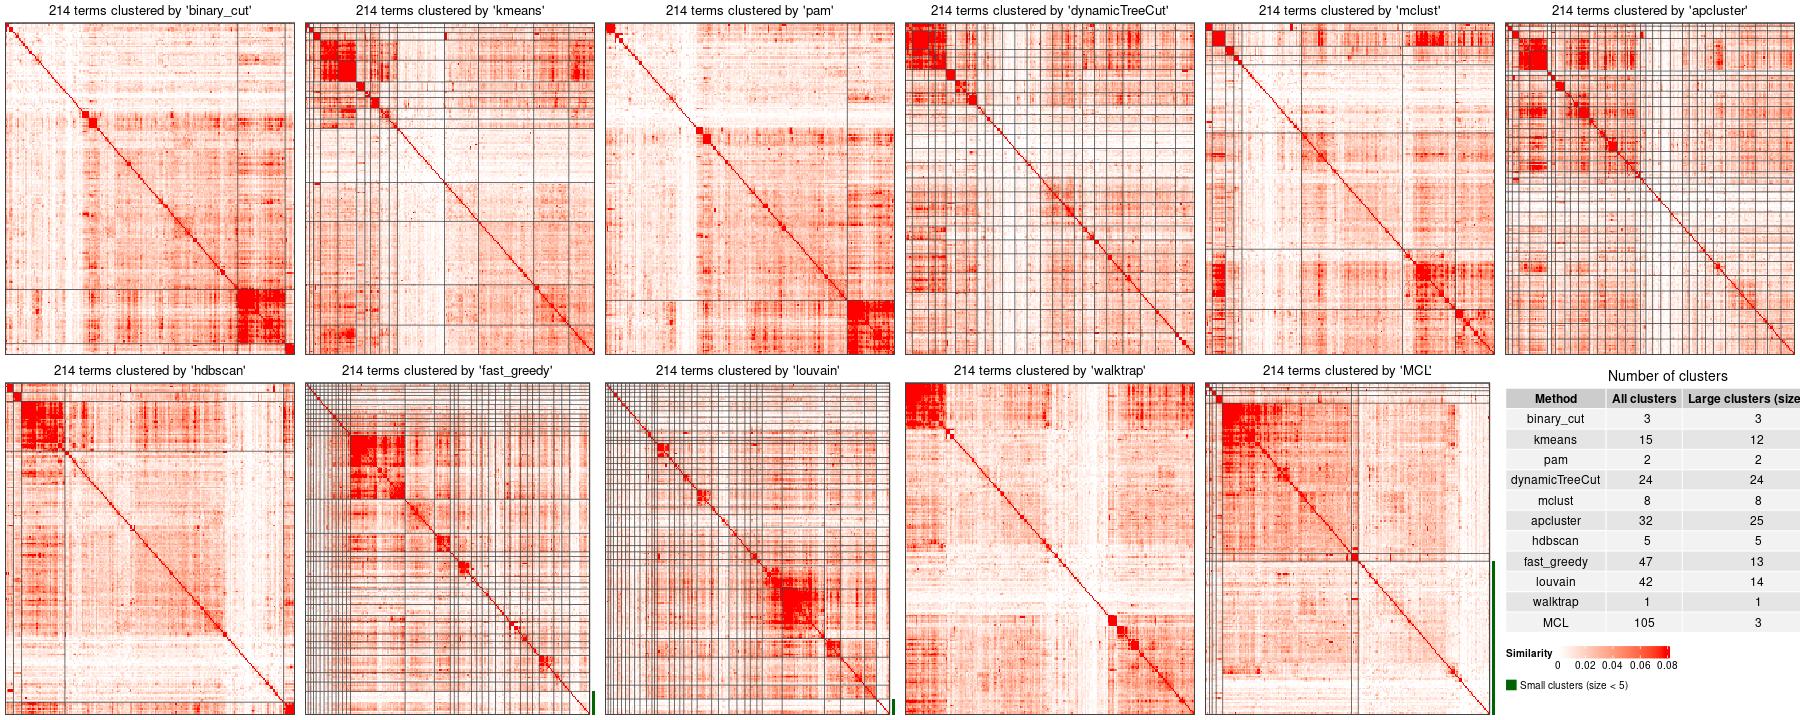 214 terms clustered by 'binary_cut'
214 terms clustered by 'kmeans'
214 terms clustered by 'pam'
214 terms clustered by 'dynamicTreeCut'
214 terms clustered by 'mclust'
214 terms clustered by 'apcluster'
214 terms clustered by 'hdbscan'
214 terms clustered by 'fast_greedy'
214 terms clustered by 'louvain'
214 terms clustered by 'walktrap'
214 terms clustered by 'MCL'
Number of clusters
Method All clusters Large clusters (size
binary_cut 3 3
kmeans 15 12
pam 2 2
dynamicTreeCut 24 24
mclust 8 8
apcluster 32 25
hdbscan 5 5
fast_greedy 47 13
louvain 42 14
walktrap 1 1
MCL 105 3
Similarity
0 0.02 0.04 0.06 0.08
Small clusters (size < 5)